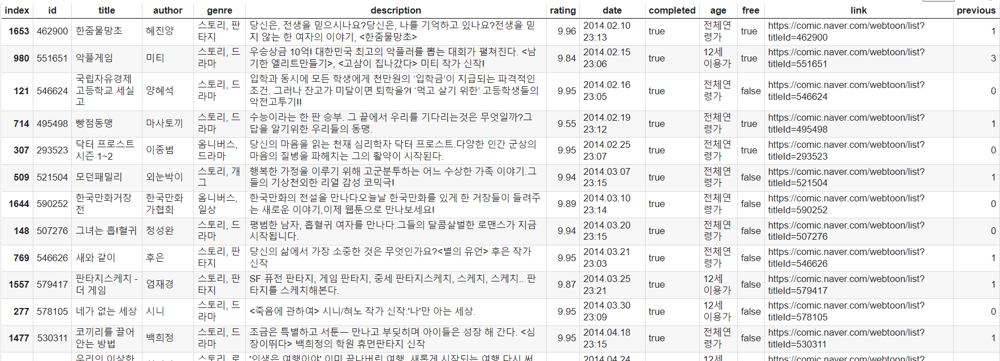 index id title author genre description rating date completed age free link previous
1653 462900 한줌물망초 혜진양 스토리, 판타지 당신은, 전생을 믿으시나요?당신은, 나를 기억하고 있나요?전생을 믿지 않는 한 여자의 이야기, <한줌물망초> 9.96 2014.02.10 23:13 true 전체연령가 true https://comic.naver.com/webtoon/list?titleId=462900 1
980 551651 악플게임 미티 스토리, 드라마 우승상금 10억! 대한민국 최고의 악플러를 뽑는 대회가 펼쳐진다. <남기한 엘리트만들기>, <고삼이 집나갔다> 미티 작가 신작! 9.84 2014.02.15 23:06 true 12세 이용가 true https://comic.naver.com/webtoon/list?titleId=551651 3
121 546624 국립자유경제고등학교 세실고 양혜석 스토리, 드라마 입학과 동시에 모든 학생에게 천만원의 ‘입학금’이 지급되는 파격적인 조건. 그러나 잔고가 미달이면 퇴학을?! ‘먹고 살기 위한’ 고등학생들의 악전고투기!! 9.95 2014.02.16 23:05 true 전체연령가 false https://comic.naver.com/webtoon/list?titleId=546624 0
714 495498 빵점동맹 마사토끼 스토리, 드라마 수능이라는 한 판 승부. 그 끝에서 우리를 기다리는것은 무엇일까?그 답을 알기위한 우리들의 동맹. 9.55 2014.02.19 23:12 true 전체연령가 true https://comic.naver.com/webtoon/list?titleId=495498 1
307 293523 닥터 프로스트 시즌 1~2 이종범 옴니버스, 드라마 당신의 마음을 읽는 천재 심리학자 닥터 프로스트.다양한 인간 군상의 마음의 질병을 파헤치는 그의 활약이 시작된다. 9.95 2014.02.25 23:07 true 전체연령가 true https://comic.naver.com/webtoon/list?titleId=293523 0
509 521504 모던패밀리 외눈박이 스토리, 개그 행복한 가정을 이루기 위해 고군분투하는 어느 수상한 가족 이야기.그들의 기상천외한 리얼 감성 코믹극! 9.94 2014.03.07 23:15 true 전체연령가 false https://comic.naver.com/webtoon/list?titleId=521504 1
1644 590252 한국만화거장전 한국만화가협회 옴니버스, 일상 한국만화의 전설을 만나다오늘날 한국만화를 있게 한 거장들이 들려주는 새로운 이야기,이제 웹툰으로 만나보세요! 9.89 2014.03.10 23:14 true 전체연령가 false https://comic.naver.com/webtoon/list?titleId=590252 0
148 507276 그녀는 흡!혈귀 정성완 스토리, 드라마 평범한 남자, 흡혈귀 여자를 만나다.그들의 달콤살벌한 로맨스가 지금 시작됩니다. 9.94 2014.03.20 23:15 true 전체연령가 false https://comic.naver.com/webtoon/list?titleId=507276 0
769 546626 새와 같이 후은 스토리, 판타지 당신의 삶에서 가장 소중한 것은 무엇인가요?<별의 유언> 후은 작가 신작 9.95 2014.03.21 23:03 true 전체연령가 false https://comic.naver.com/webtoon/list?titleId=546626 1
1557 579417 판타지스케치 - 더 게임 엄재경 스토리, 판타지 SF 퓨전 판타지, 게임 판타지, 중세 판타지스케치, 스케치, 스케치.. 판타지를 스케치해본다. 9.87 2014.03.25 23:21 true 12세 이용가 false https://comic.naver.com/webtoon/list?titleId=579417 1
277 578105 네가 없는 세상 시니 스토리, 드라마 <죽음에 관하여> 시니/혀노 작가 신작.'나'만 아는 세상. 9.95 2014.03.30 23:09 true 12세 이용가 false https://comic.naver.com/webtoon/list?titleId=578105 0
1477 530311 코끼리를 끌어안는 방법 백희정 스토리, 드라마 조금은 특별하고 서툰ㅡ 만나고 부딪히며 아이들은 성장 해 간다. <심장이뛰다> 백희정의 학원 휴먼판타지 신작 9.95 2014.04.18 23:15 true 전체연령가 false https://comic.naver.com/webtoon/list?titleId=530311 1
우리의 이상한 스토리, 로 '인생은 여행이야' 이미 끝나버린 여행, 새롭게 시작되는 여행 다시 써 2014.04.24 12세 https://comic.naver.com/webtoon/list?